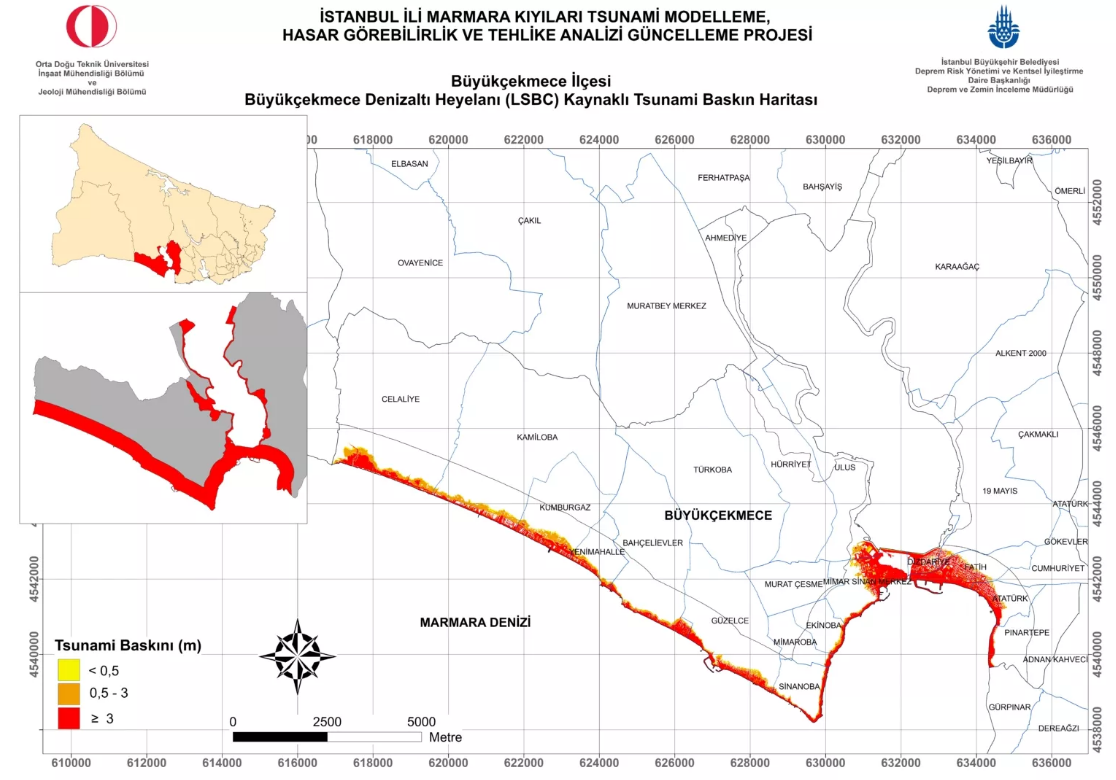 İSTANBUL İLİ MARMARA KIYILARI TSUNAMİ MODELLEME,
HASAR GÖREBİLİRLİK VE TEHLİKE ANALİZİ GÜNCELLEME PROJESİ
Orta Doğu Teknik Üniversitesi
İnşaat Mühendisliği Bölümü
ve
Jeoloji Mühendisliği Bölümü
İstanbul Büyükşehir Belediyesi
Deprem Risk Yönetimi ve Kentsel İyileştirme
Daire Başkanlığı
Deprem ve Zemin İnceleme Müdürlüğü
Büyükçekmece İlçesi
Büyükçekmece Denizaltı Heyelanı (LSBC) Kaynaklı Tsunami Baskın Haritası
00 618000 620000 622000 624000 626000 628000 630000 632000 634000 636000
ELBASAN
YEŞİLBAYIR
FERHATPAŞA
BAHŞAYIŞ
ÖMERLİ
4552000
ÇAKIL
AHMEDİYE
OVAYENİCE
KARAAĞAÇ
4550000
MURATBEY MERKEZ
ALKENT 2000
4548000
CELALİYE
KAMİLOBA
ÇAKMAKLI
4546000
TÜRKOBA
HÜRRİYET
ULUS
19 MAYIS
KUMBURGAZ
BÜYÜKÇEKMECE
ATATÜRK
4544000
BAHÇELİEVLER
YENİMAHALLE
GÖKEVLER
DİZDARİYE
FATİH
CUMHURİYET
MURAT ÇEŞME
MİMAR SİNAN MERKEZ
4542000
4542000
ATATÜRK
GÜZELCE
EKİNOBA
MİMAROBA
PINARTEPE
MARMARA DENİZİ
ADNAN KAHVECİ
4540000
4540000
SİNANOBA
GÜRPINAR
DEREAĞZI
4538000
Tsunami Baskını (m)
< 0,5
0,5 - 3
≥ 3
0 2500 5000
Metre
610000 612000 614000 616000 618000 620000 622000 624000 626000 628000 630000 632000 634000 636000